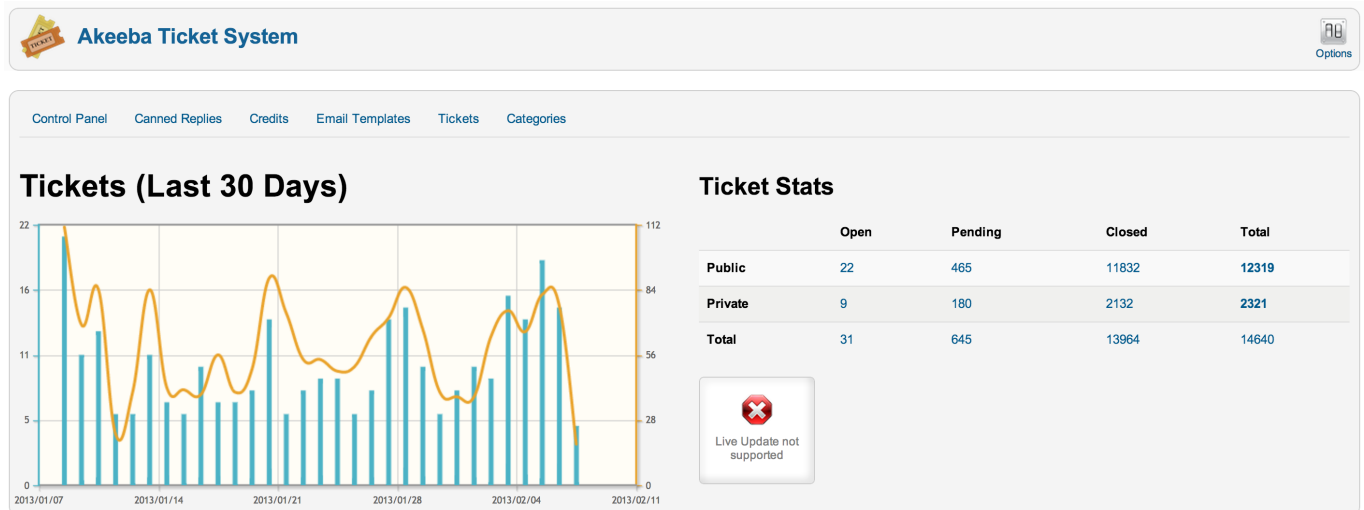 TICKET
Akeeba Ticket System
Options
Control Panel Canned Replies Credits Email Templates Tickets Categories
Tickets (Last 30 Days)
22
16
11
5
0
112
84
56
28
0
2013/01/07 2013/01/14 2013/01/21 2013/01/28 2013/02/04 2013/02/11
Ticket Stats
Open Pending Closed Total
Public 22 465 11832 12319
Private 9 180 2132 2321
Total 31 645 13964 14640
Live Update not
supported